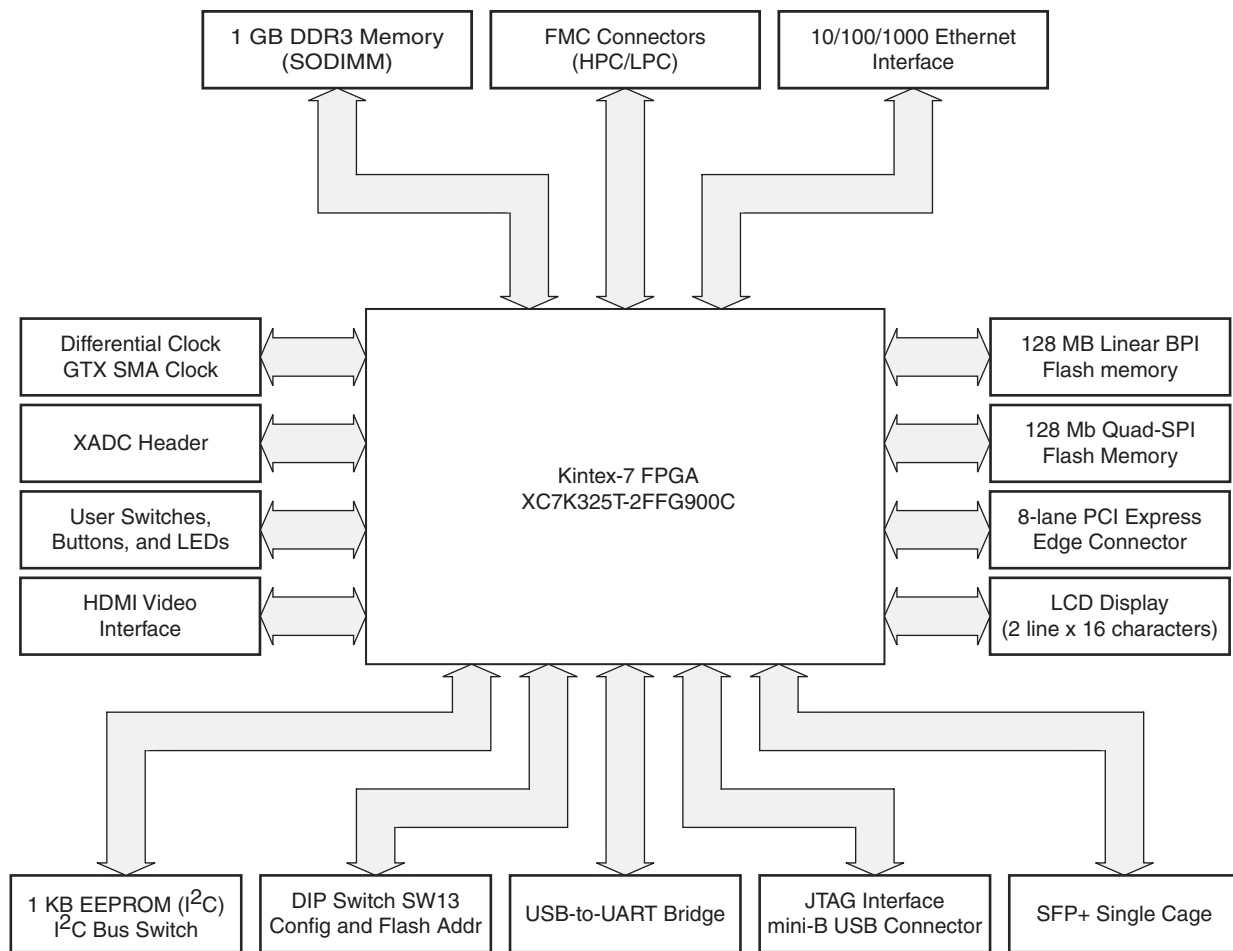 1 GB DDR3 Memory
(SODIMM)
FMC Connectors
(HPC/LPC)
10/100/1000 Ethernet
Interface
Differential Clock
GTX SMA Clock
XADC Header
User Switches,
Buttons, and LEDs
HDMI Video
Interface
Kintex-7 FPGA
XC7K325T-2FFG900C
128 MB Linear BPI
Flash memory
128 Mb Quad-SPI
Flash Memory
8-lane PCI Express
Edge Connector
LCD Display
(2 line x 16 characters)
1 KB EEPROM (I²C)
I²C Bus Switch
DIP Switch SW13
Config and Flash Addr
USB-to-UART Bridge
JTAG Interface
mini-B USB Connector
SFP+ Single Cage